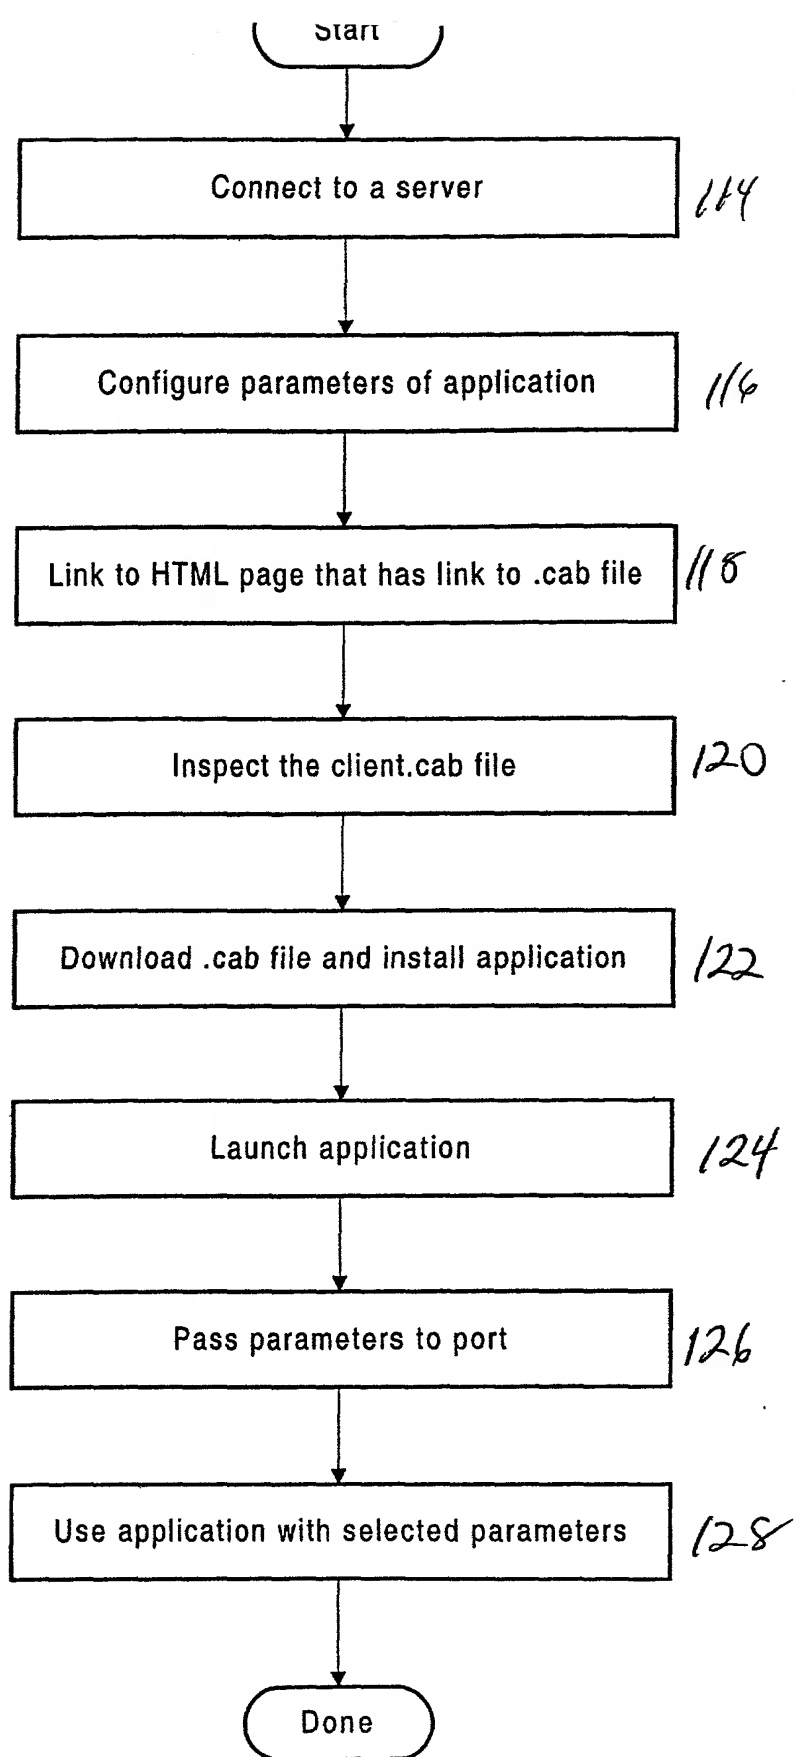 Start
Connect to a server
114
Configure parameters of application
116
Link to HTML page that has link to .cab file
118
Inspect the client.cab file
120
Download .cab file and install application
122
Launch application
124
Pass parameters to port
126
Use application with selected parameters
128
Done